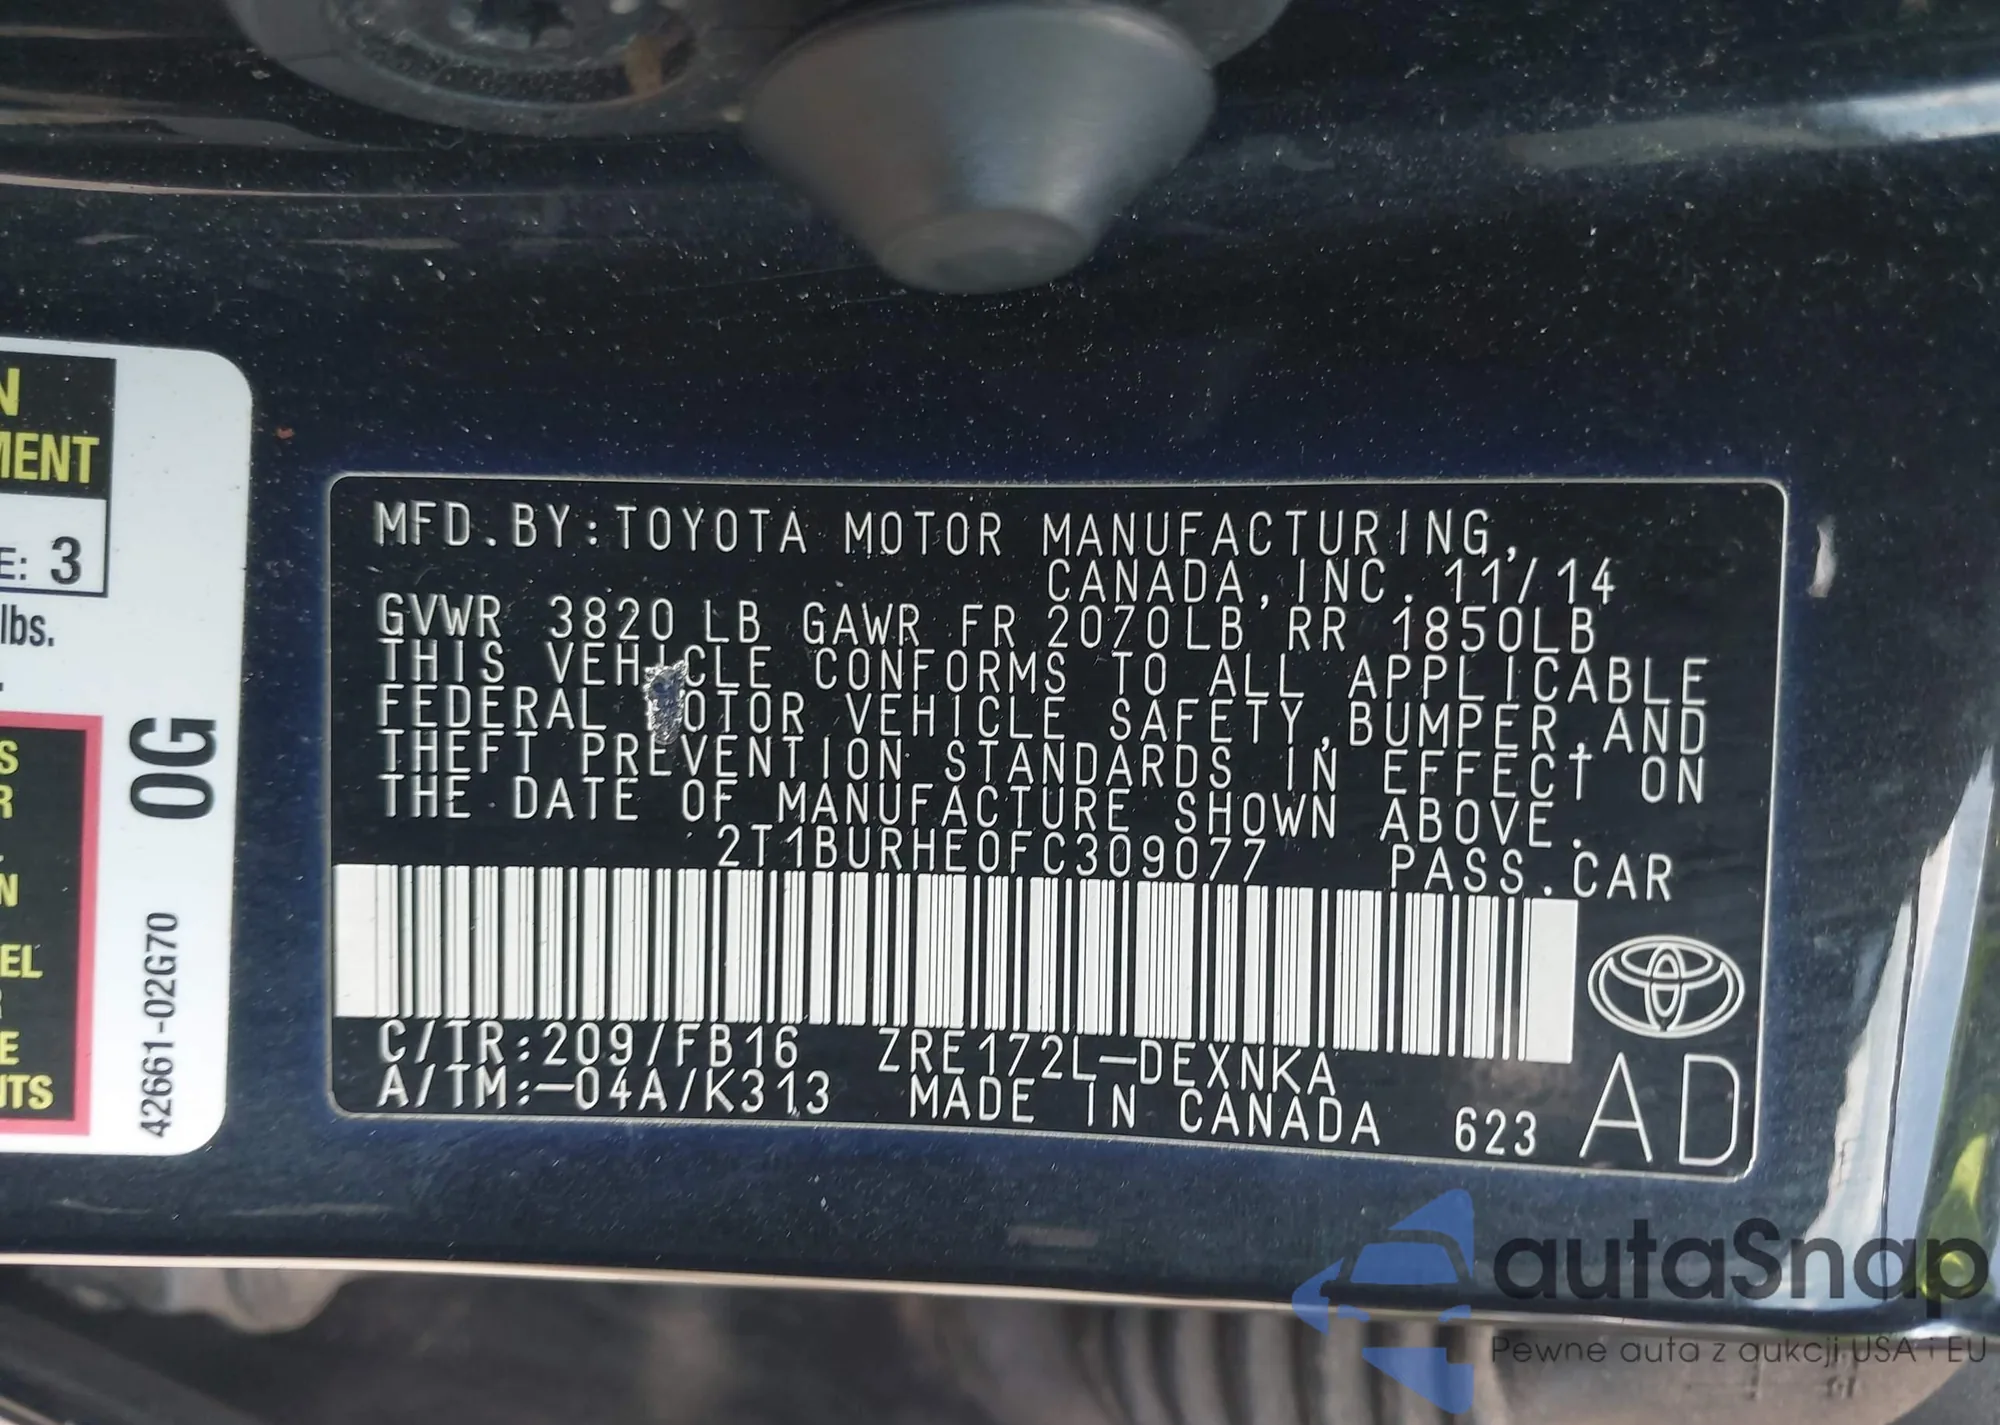 N
MENT
E: 3
lbs.
S
R
N
EL
E
NTS
0G
42661-02G70
MFD.BY:TOYOTA MOTOR MANUFACTURING,
CANADA,INC. 11/14
GVWR 3820LB GAWR FR 2070LB RR 1850LB
THIS VEHICLE CONFORMS TO ALL APPLICABLE
FEDERAL MOTOR VEHICLE SAFETY,BUMPER,AND
THEFT PREVENTION STANDARDS IN EFFECT ON
THE DATE OF MANUFACTURE SHOWN ABOVE.
2T1BURHE0FC309077 PASS.CAR
C/TR:209/FB16 ZRE172L-DEXNKA
A/TM:-04A/K313 MADE IN CANADA 623
AD
autaSnap
Pewne auta z aukcji USA i EU